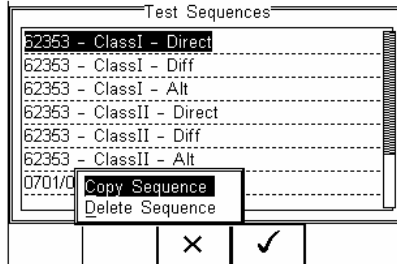 Test Sequences
62353 - ClassI - Direct
62353 - ClassI - Diff
62353 - ClassI - Alt
62353 - ClassII - Direct
62353 - ClassII - Diff
62353 - ClassII - Alt
0701/0
Copy Sequence
Delete Sequence